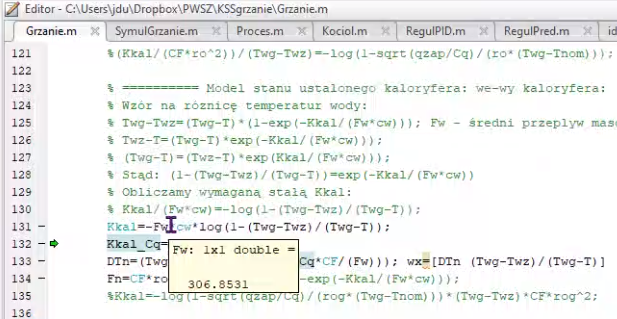 Editor - C:\Users\jdu\Dropbox\PWSZ\KSSgrzanie\Grzanie.m
Grzanie.m SymulGrzanie.m Proces.m Kociol.m RegulPID.m RegulPred.m id
121 %(Kkal/(CF*ro^2))/(Twg-Twz)=-log(1-sqrt(qzap/Cq)/(ro*(Twg-Tnom)));
122
123 % ========== Model stanu ustalonego kaloryfera: we-wy kaloryfera:
124 % Wzór na różnicę temperatur wody:
125 % Twg-Twz=(Twg-T)*(1-exp(-Kkal/(Fw*cw))); Fw - średni przepływ mas
126 % Twz-T=(Twg-T)*exp(-Kkal/(Fw*cw));
127 % (Twg-T)=(Twz-T)*exp(Kkal/(Fw*cw));
128 % Stąd: (1-(Twg-Twz)/(Twg-T))=exp(-Kkal/(Fw*cw))
129 % Obliczamy wymaganą stałą Kkal:
130 % Kkal/(Fw*cw)=-log(1-(Twg-Twz)/(Twg-T));
131 Kkal=-Fw*cw*log(1-(Twg-Twz)/(Twg-T));
132 Kkal_Cq=
Fw: 1x1 double =
133 DTn=(Twg Cq*CF/(Fw))); wx=[DTn (Twg-Twz)/(Twg-T)]
306.8531
134 Fn=CF*ro -exp(-Kkal/(Fw*cw));
135 %Kkal=-log(1-sqrt(qzap/Cq)/(rog*(Twg-Tnom)))*(Twg-Twz)*CF*rog^2;
136